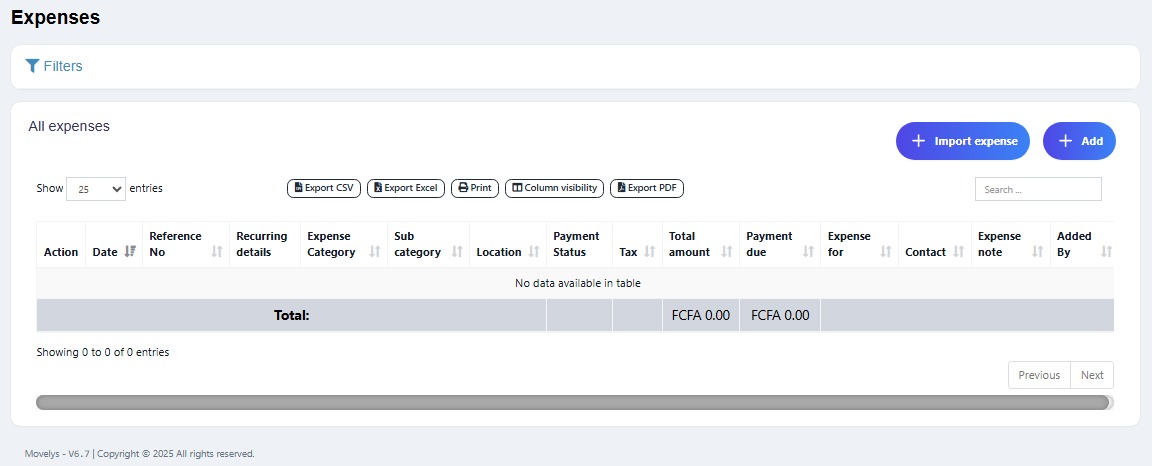 Expenses
Filters
All expenses
Import expense
Add
Show 25 entries
Export CSV Export Excel Print Column visibility Export PDF
Search ...
Action Date Reference No Recurring details Expense Category Sub category Location Payment Status Tax Total amount Payment due Expense for Contact Expense note Added By
No data available in table
Total: FCFA 0.00 FCFA 0.00
Showing 0 to 0 of 0 entries
Previous Next
Movelys - V6.7 | Copyright © 2025 All rights reserved.